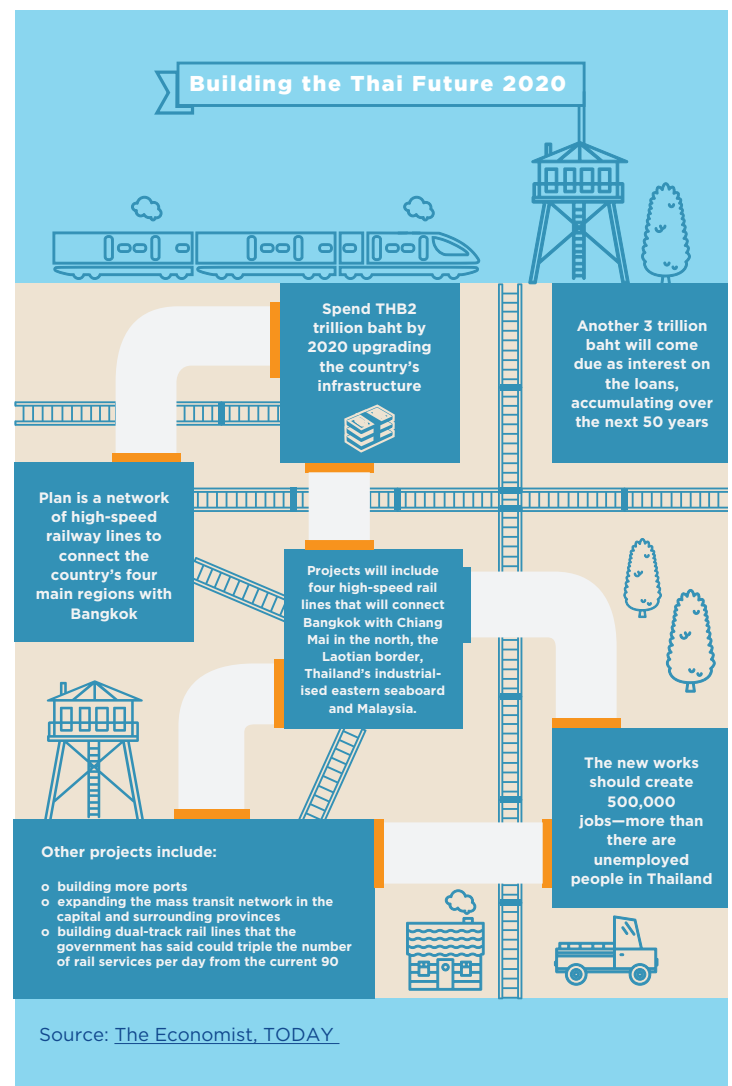 Building the Thai Future 2020
Spend THB2
trillion baht by
2020 upgrading
the country's
infrastructure
Another 3 trillion
baht will come
due as interest on
the loans,
accumulating over
the next 50 years
Plan is a network
of high-speed
railway lines to
connect the
country's four
main regions with
Bangkok
Projects will include
four high-speed rail
lines that will connect
Bangkok with Chiang
Mai in the north, the
Laotian border,
Thailand's industrial-
ised eastern seaboard
and Malaysia.
The new works
should create
500,000
jobs—more than
there are
unemployed
people in Thailand
Other projects include:
o building more ports
o expanding the mass transit network in the
capital and surrounding provinces
o building dual-track rail lines that the
government has said could triple the number
of rail services per day from the current 90
Source: The Economist, TODAY